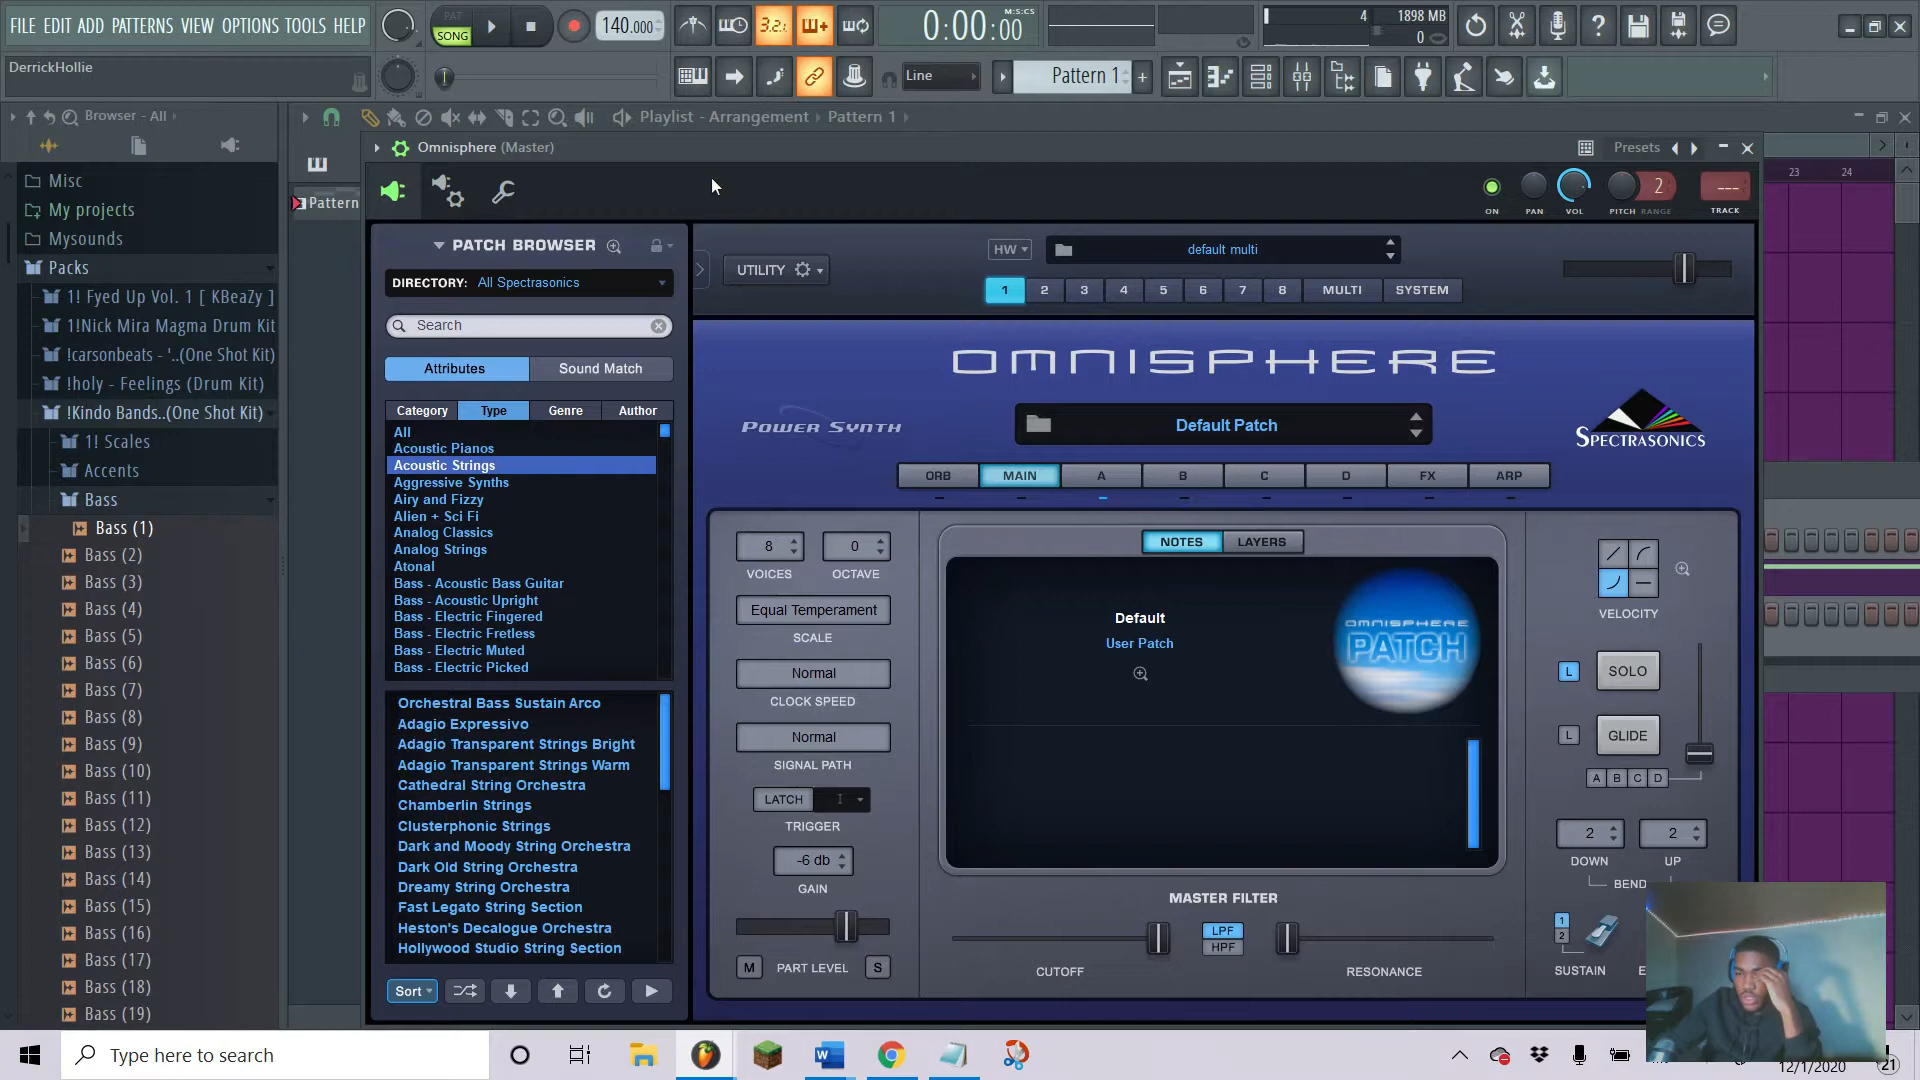 FILE EDIT ADD PATTERNS VIEW OPTIONS TOOLS HELP
PAT
SONG
140.000
3.2.
0:00:00
M:S:CS
4
1898 MB
0
DerrickHollie
Line
Pattern 1
Browser - All
Playlist - Arrangement
Pattern 1
Misc
My projects
Mysounds
Packs
1! Fyed Up Vol. 1 [ KBeaZy ]
1!Nick Mira Magma Drum Kit
!carsonbeats - '..(One Shot Kit)
!holy - Feelings (Drum Kit)
!Kindo Bands..(One Shot Kit)
1! Scales
Accents
Bass
Bass (1)
Bass (2)
Bass (3)
Bass (4)
Bass (5)
Bass (6)
Bass (7)
Bass (8)
Bass (9)
Bass (10)
Bass (11)
Bass (12)
Bass (13)
Bass (14)
Bass (15)
Bass (16)
Bass (17)
Bass (18)
Bass (19)
Pattern
Omnisphere (Master)
Presets
ON
PAN
VOL
PITCH
RANGE
2
---
TRACK
23
24
PATCH BROWSER
DIRECTORY: All Spectrasonics
Search
Attributes
Sound Match
Category
Type
Genre
Author
All
Acoustic Pianos
Acoustic Strings
Aggressive Synths
Airy and Fizzy
Alien + Sci Fi
Analog Classics
Analog Strings
Atonal
Bass - Acoustic Bass Guitar
Bass - Acoustic Upright
Bass - Electric Fingered
Bass - Electric Fretless
Bass - Electric Muted
Bass - Electric Picked
Orchestral Bass Sustain Arco
Adagio Expressivo
Adagio Transparent Strings Bright
Adagio Transparent Strings Warm
Cathedral String Orchestra
Chamberlin Strings
Clusterphonic Strings
Dark and Moody String Orchestra
Dark Old String Orchestra
Dreamy String Orchestra
Fast Legato String Section
Heston's Decalogue Orchestra
Hollywood Studio String Section
Sort
UTILITY
HW
default multi
1
2
3
4
5
6
7
8
MULTI
SYSTEM
OMNISPHERE
POWER SYNTH
Default Patch
SPECTRASONICS
ORB
MAIN
A
B
C
D
FX
ARP
8
VOICES
0
OCTAVE
Equal Temperament
SCALE
Normal
CLOCK SPEED
Normal
SIGNAL PATH
LATCH
TRIGGER
-6 db
GAIN
M
PART LEVEL
S
NOTES
LAYERS
Default
User Patch
OMNISPHERE
PATCH
MASTER FILTER
CUTOFF
LPF
HPF
RESONANCE
VELOCITY
L
SOLO
L
GLIDE
A
B
C
D
2
DOWN
2
UP
BEND
1
2
SUSTAIN
Type here to search
12/1/2020
21